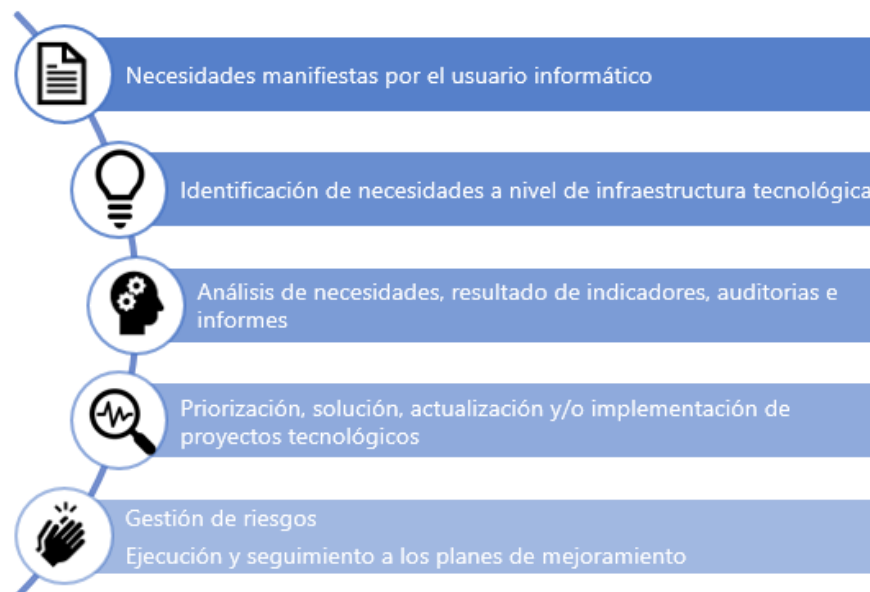 Necesidades manifiestas por el usuario informático
Identificación de necesidades a nivel de infraestructura tecnológica
Análisis de necesidades, resultado de indicadores, auditorias e
informes
Priorización, solución, actualización y/o implementación de
proyectos tecnológicos
Gestión de riesgos
Ejecución y seguimiento a los planes de mejoramiento